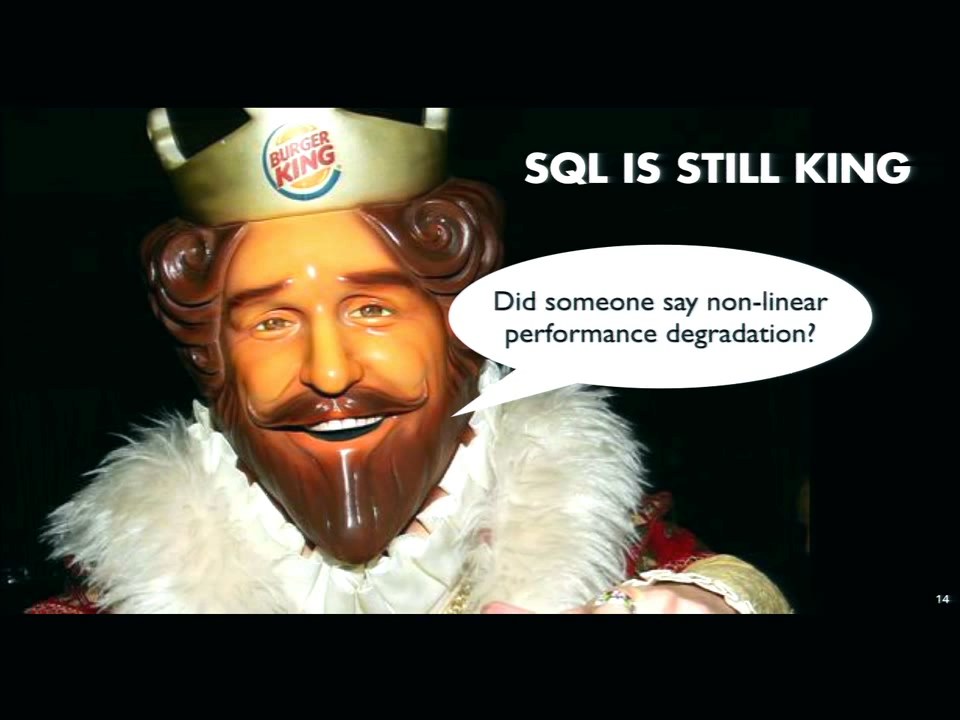 BURGER
KING
SQL IS STILL KING
Did someone say non-linear
performance degradation?
14